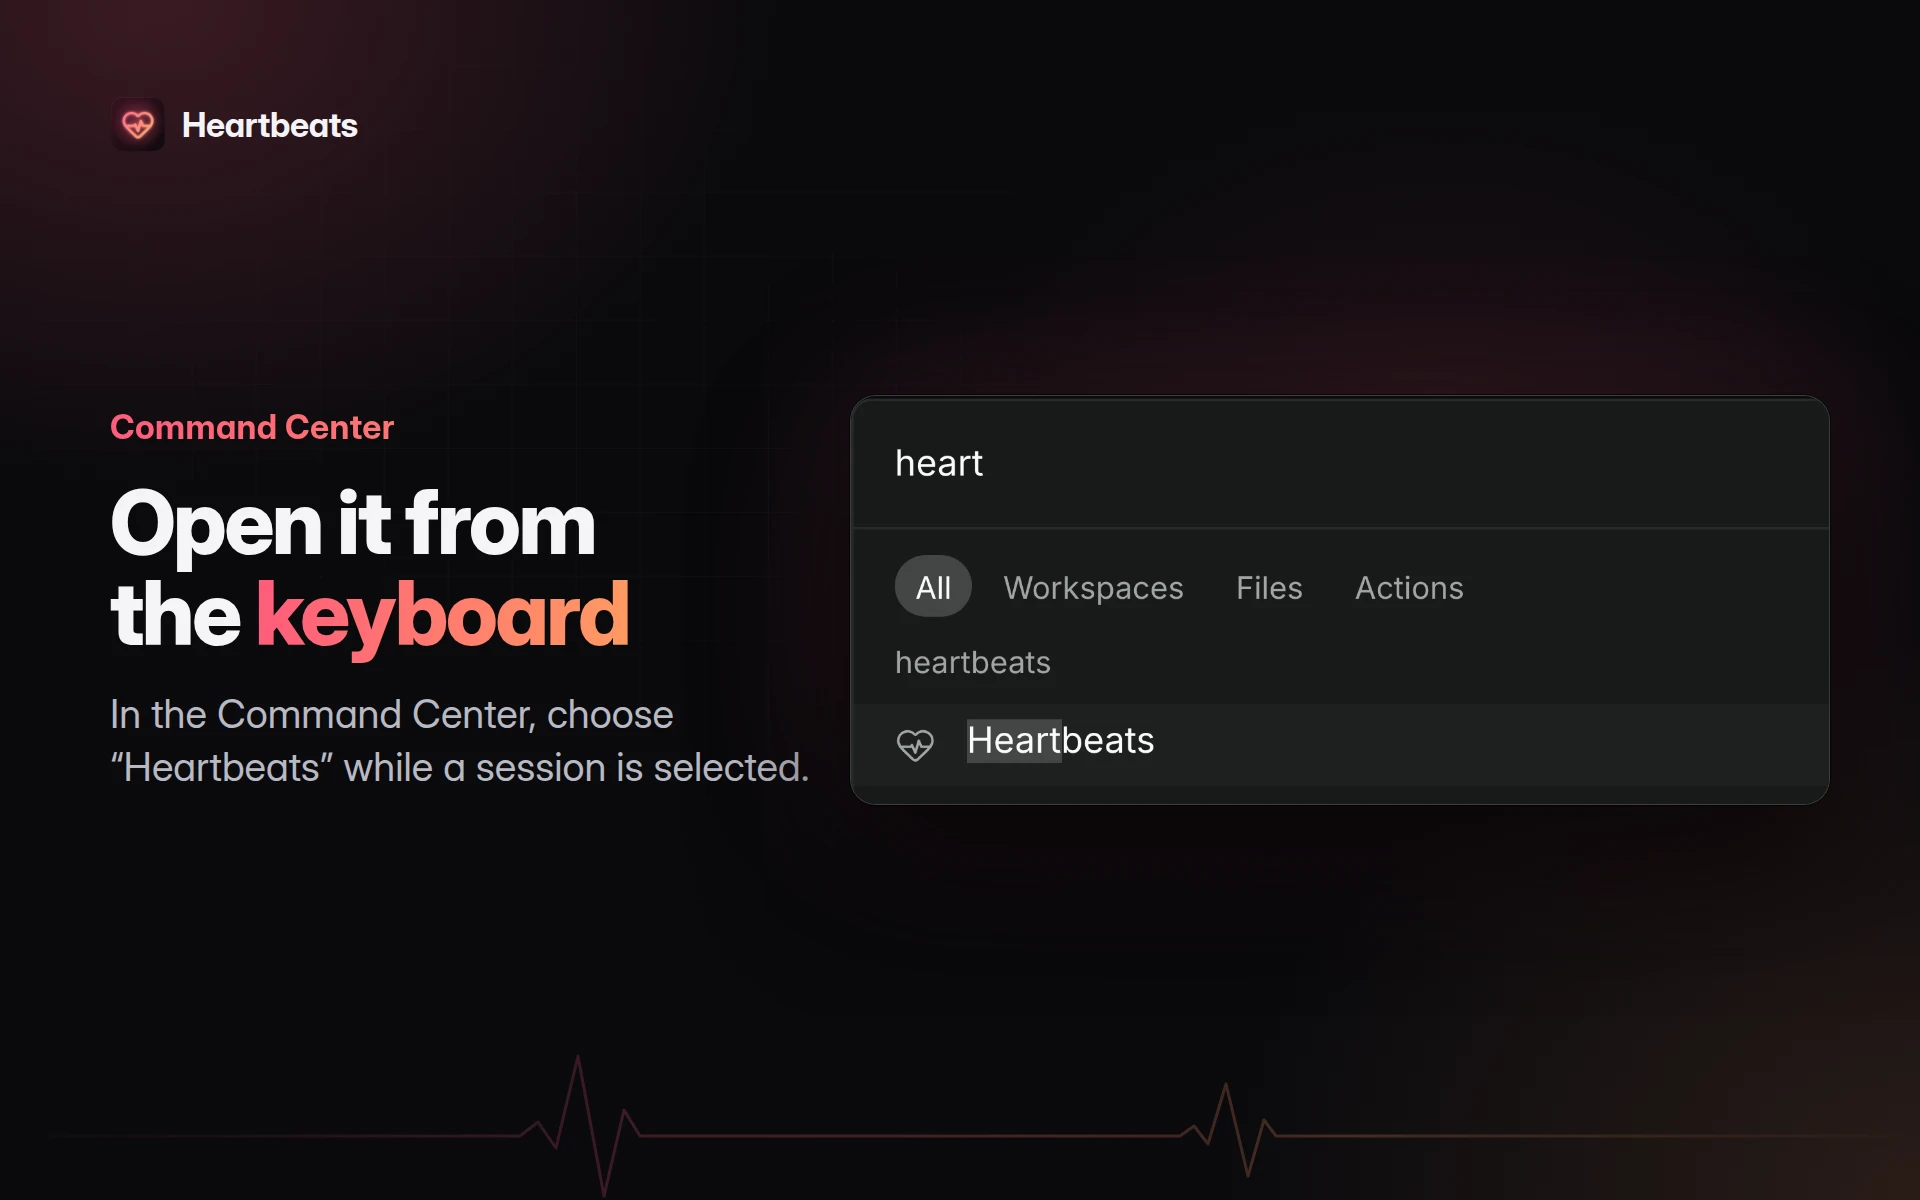 Heartbeats
Command Center
Open it from
the keyboard
In the Command Center, choose
“Heartbeats” while a session is selected.
heart
All Workspaces Files Actions
heartbeats
Heartbeats